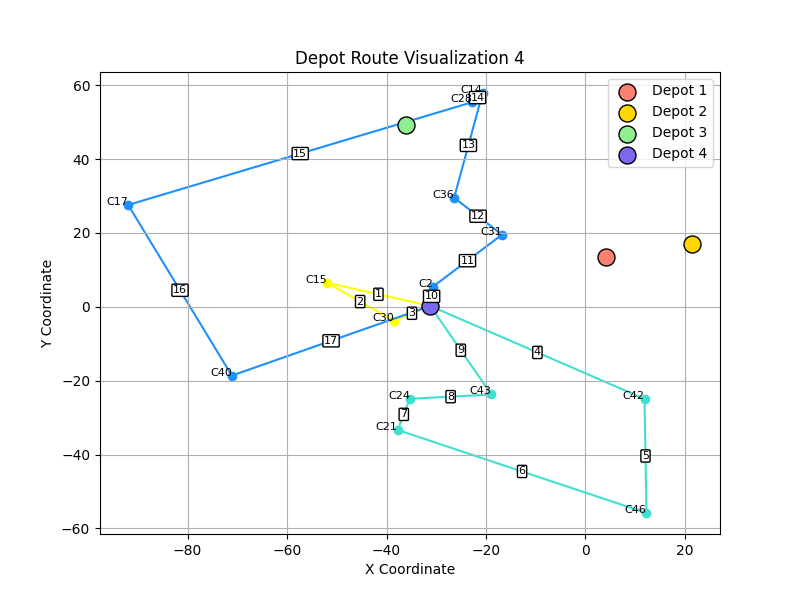 Depot Route Visualization 4
Depot 1
Depot 2
Depot 3
Depot 4
60
40
20
0
−20
−40
−60
Y Coordinate
C14
C28
14
13
15
C36
12
C17
C31
11
16
C2
10
C15
1
2
3
C30
17
9
4
C40
C24
8
C43
C42
7
C21
5
6
C46
−80
−60
−40
−20
0
20
X Coordinate